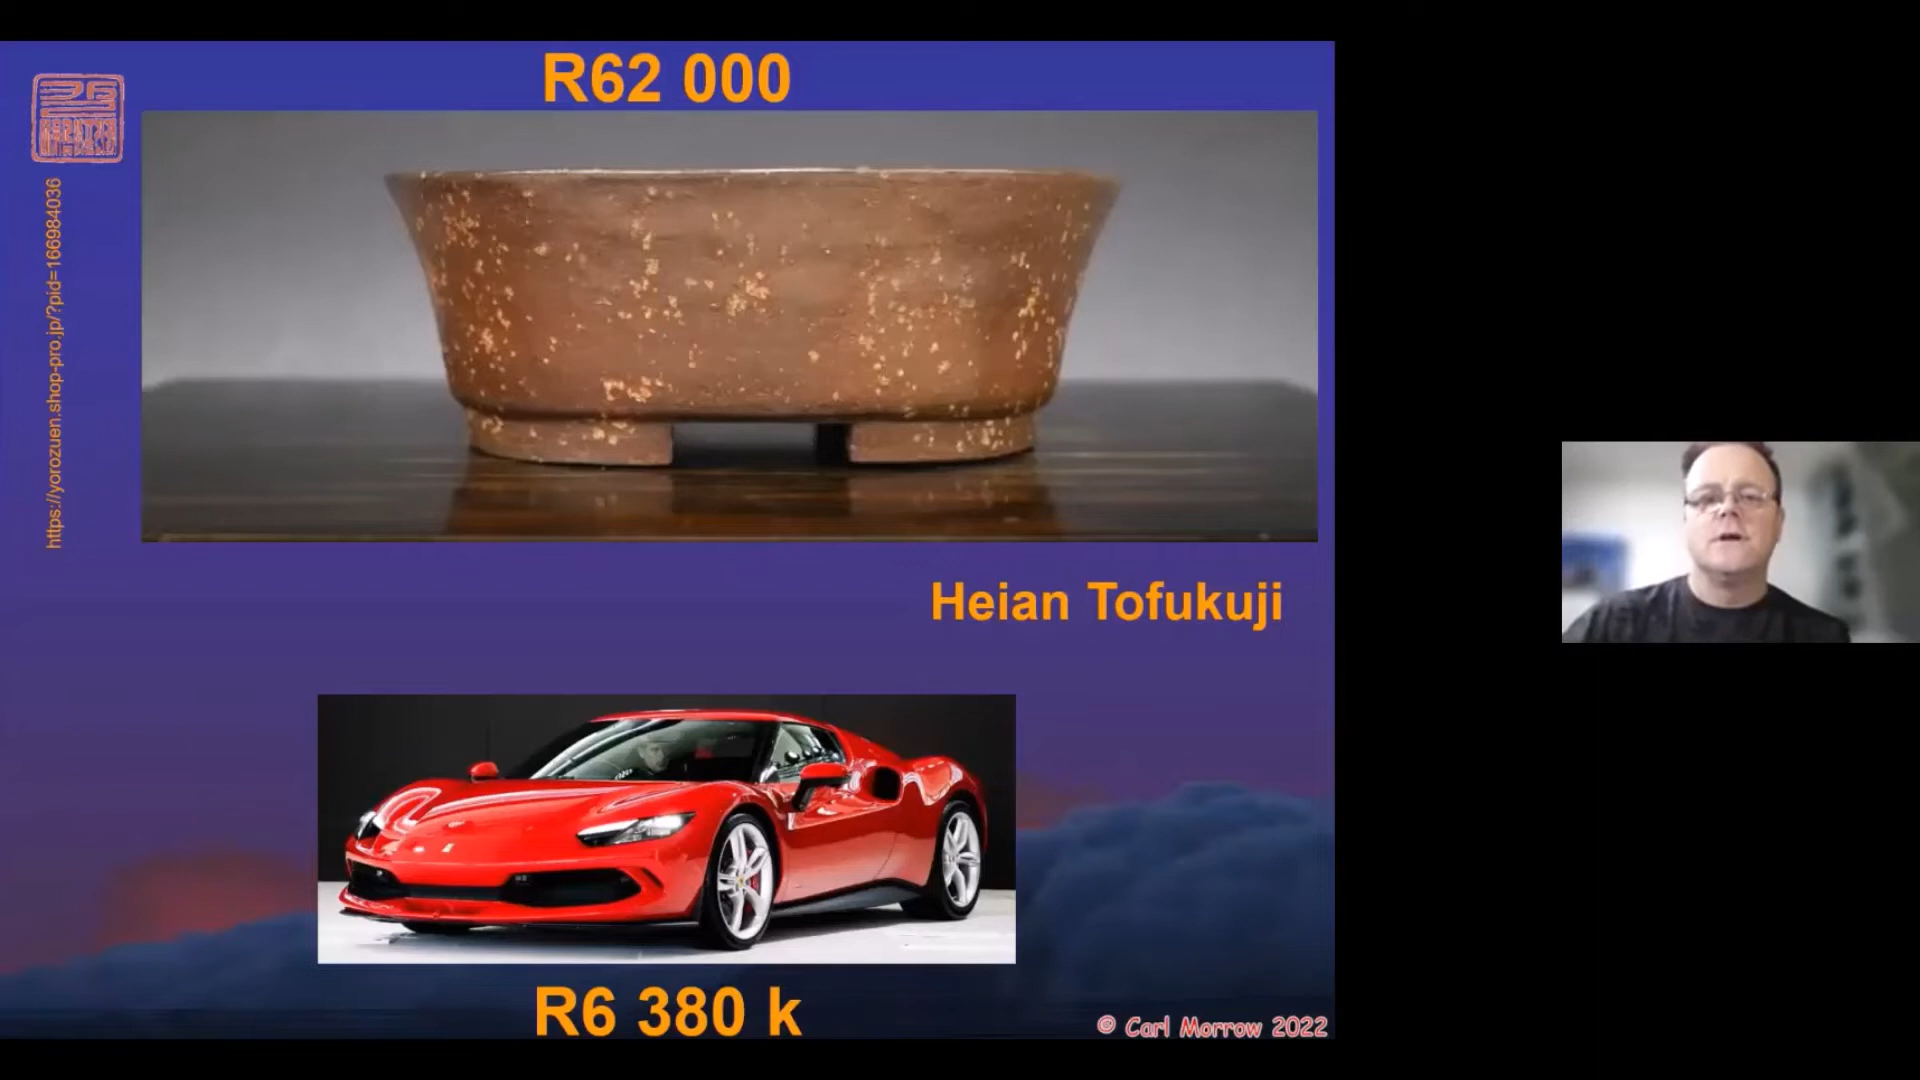 R62 000
https://yorozuen.shop-pro.jp/?pid=166984036
Heian Tofukuji
R6 380 k
© Carl Morrow 2022